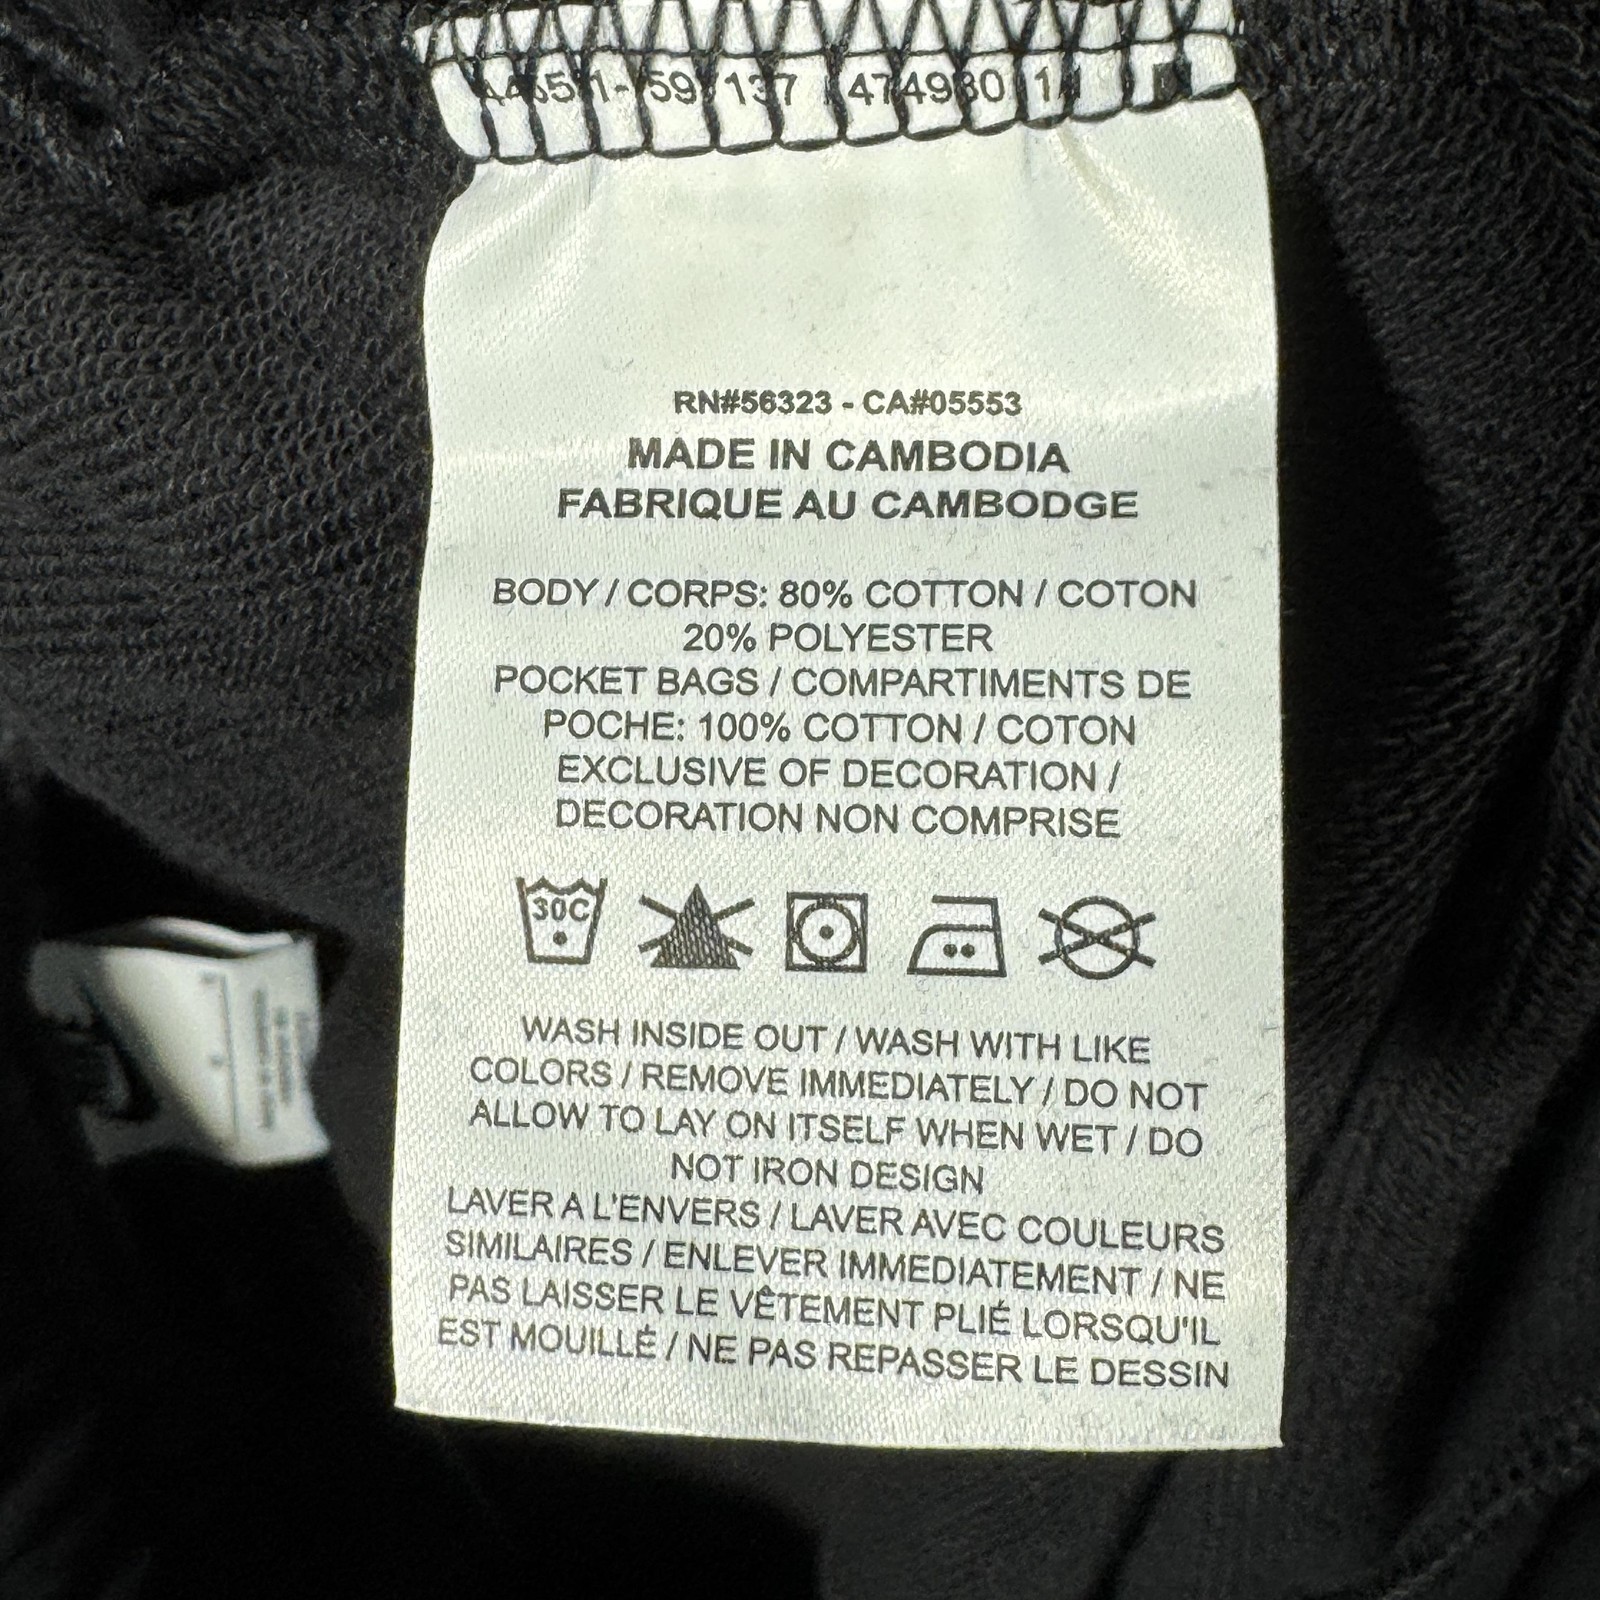 RN#56323 - CA#05553
MADE IN CAMBODIA
FABRIQUE AU CAMBODGE
BODY / CORPS: 80% COTTON / COTON
20% POLYESTER
POCKET BAGS / COMPARTIMENTS DE
POCHE: 100% COTTON / COTON
EXCLUSIVE OF DECORATION /
DECORATION NON COMPRISE
30C
WASH INSIDE OUT / WASH WITH LIKE
COLORS / REMOVE IMMEDIATELY / DO NOT
ALLOW TO LAY ON ITSELF WHEN WET / DO
NOT IRON DESIGN
LAVER A L'ENVERS / LAVER AVEC COULEURS
SIMILAIRES / ENLEVER IMMEDIATEMENT / NE
PAS LAISSER LE VÊTEMENT PLIÉ LORSQU'IL
EST MOUILLÉ / NE PAS REPASSER LE DESSIN